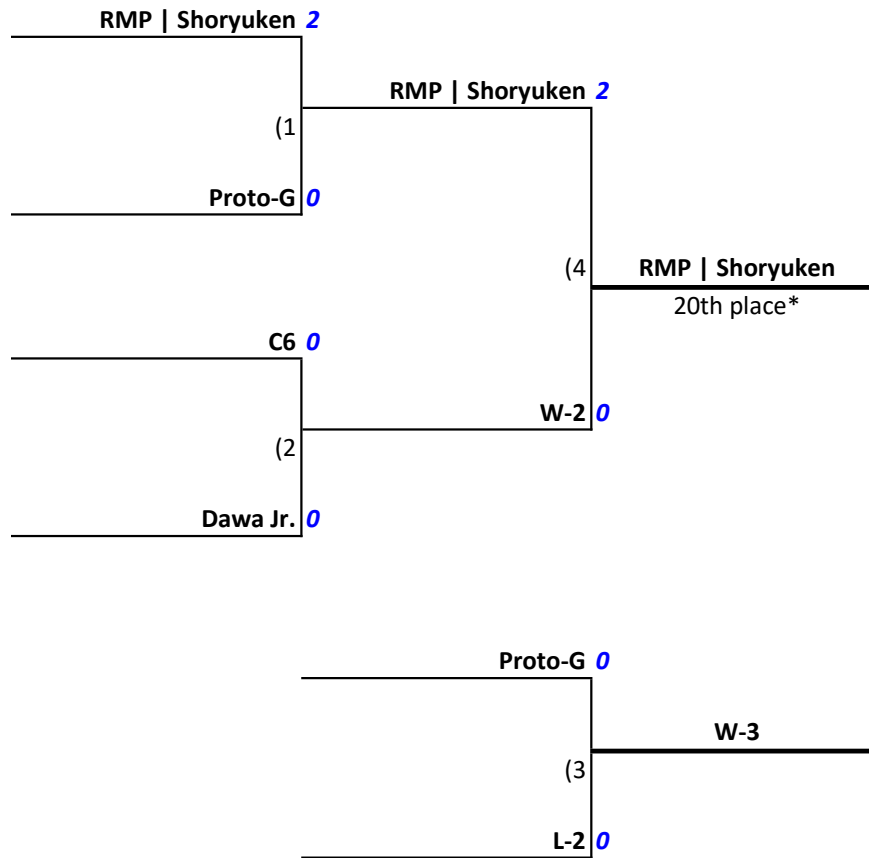 RMP | Shoryuken 2
RMP | Shoryuken 2
(1
Proto-G 0
(4
RMP | Shoryuken
20th place*
C6 0
W-2 0
(2
Dawa Jr. 0
Proto-G 0
W-3
(3
L-2 0